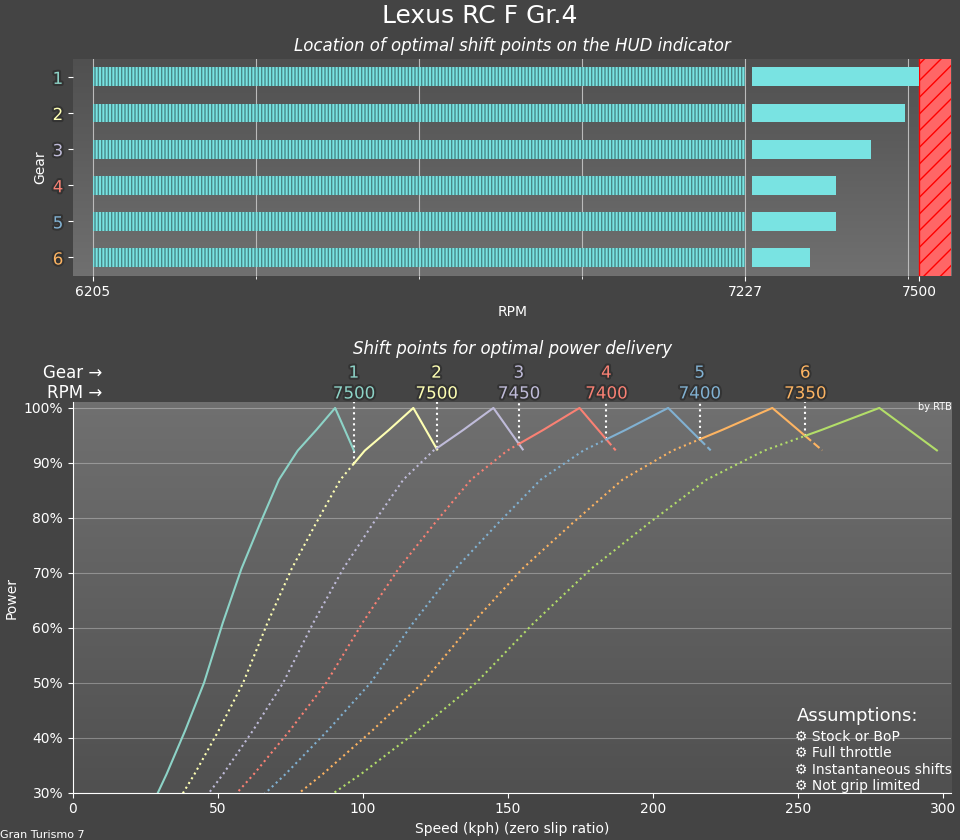 Lexus RC F Gr.4
Location of optimal shift points on the HUD indicator
Gear
1
2
3
4
5
6
6205 7227 7500
RPM
Shift points for optimal power delivery
Gear → 1 2 3 4 5 6
RPM → 7500 7500 7450 7400 7400 7350
by RTB
Power
100%
90%
80%
70%
60%
50%
40%
30%
Assumptions:
⚙ Stock or BoP
⚙ Full throttle
⚙ Instantaneous shifts
⚙ Not grip limited
0 50 100 150 200 250 300
Speed (kph) (zero slip ratio)
Gran Turismo 7